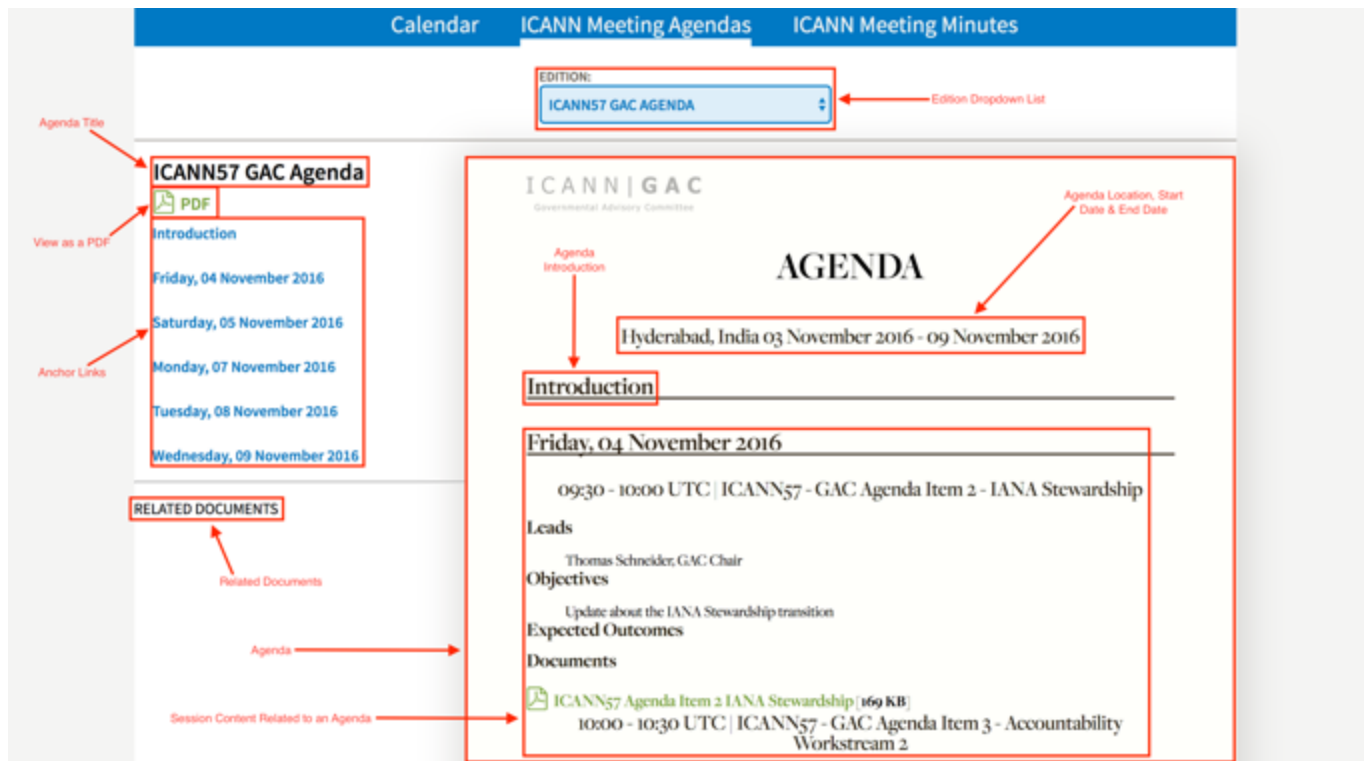 Calendar ICANN Meeting Agendas ICANN Meeting Minutes
EDITION:
ICANN57 GAC AGENDA
Edition Dropdown List
Agenda Title
ICANN57 GAC Agenda
PDF
View as a PDF
Introduction
Friday, 04 November 2016
Saturday, 05 November 2016
Monday, 07 November 2016
Tuesday, 08 November 2016
Wednesday, 09 November 2016
Anchor Links
RELATED DOCUMENTS
Related Documents
Agenda
Session Content Related to an Agenda
ICANN|GAC
Governmental Advisory Committee
Agenda Location, Start
Date & End Date
Agenda
Introduction
AGENDA
Hyderabad, India 03 November 2016 - 09 November 2016
Introduction
Friday, 04 November 2016
09:30 - 10:00 UTC | ICANN57 - GAC Agenda Item 2 - IANA Stewardship
Leads
Thomas Schneider, GAC Chair
Objectives
Update about the IANA Stewardship transition
Expected Outcomes
Documents
ICANN57 Agenda Item 2 IANA Stewardship [169 KB]
10:00 - 10:30 UTC | ICANN57 - GAC Agenda Item 3 - Accountability
Workstream 2